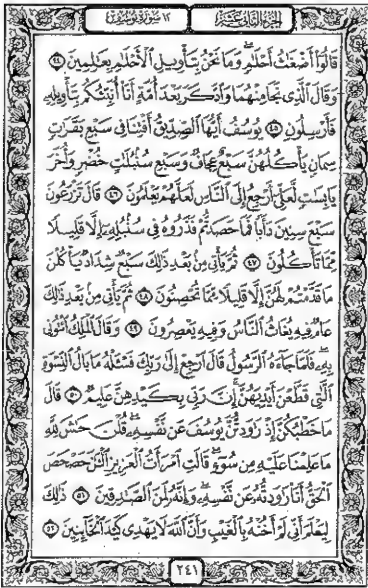 الجزء الثاني عشر
١٢ سورة يوسف
قَالُوٓا۟ أَضْغَٰثُ أَحْلَٰمٍ ۖ وَمَا نَحْنُ بِتَأْوِيلِ ٱلْأَحْلَٰمِ بِعَٰلِمِينَ ٤٤
وَقَالَ ٱلَّذِى نَجَا مِنْهُمَا وَٱدَّكَرَ بَعْدَ أُمَّةٍ أَنَا۠ أُنَبِّئُكُم بِتَأْوِيلِهِۦ
فَأَرْسِلُونِ ٤٥ يُوسُفُ أَيُّهَا ٱلصِّدِّيقُ أَفْتِنَا فِى سَبْعِ بَقَرَٰتٍ
سِمَانٍ يَأْكُلُهُنَّ سَبْعٌ عِجَافٌ وَسَبْعِ سُنۢبُلَٰتٍ خُضْرٍ وَأُخَرَ
يَابِسَٰتٍ لَّعَلِّىٓ أَرْجِعُ إِلَى ٱلنَّاسِ لَعَلَّهُمْ يَعْلَمُونَ ٤٦ قَالَ تَزْرَعُونَ
سَبْعَ سِنِينَ دَأَبًا فَمَا حَصَدتُّمْ فَذَرُوهُ فِى سُنۢبُلِهِۦٓ إِلَّا قَلِيلًا
مِّمَّا تَأْكُلُونَ ٤٧ ثُمَّ يَأْتِى مِنۢ بَعْدِ ذَٰلِكَ سَبْعٌ شِدَادٌ يَأْكُلْنَ
مَا قَدَّمْتُمْ لَهُنَّ إِلَّا قَلِيلًا مِّمَّا تُحْصِنُونَ ٤٨ ثُمَّ يَأْتِى مِنۢ بَعْدِ ذَٰلِكَ
عَامٌ فِيهِ يُغَاثُ ٱلنَّاسُ وَفِيهِ يَعْصِرُونَ ٤٩ وَقَالَ ٱلْمَلِكُ ٱئْتُونِى
بِهِۦ ۖ فَلَمَّا جَآءَهُ ٱلرَّسُولُ قَالَ ٱرْجِعْ إِلَىٰ رَبِّكَ فَسْـَٔلْهُ مَا بَالُ ٱلنِّسْوَةِ
ٱلَّٰتِى قَطَّعْنَ أَيْدِيَهُنَّ ۚ إِنَّ رَبِّى بِكَيْدِهِنَّ عَلِيمٌ ٥٠ قَالَ
مَا خَطْبُكُنَّ إِذْ رَٰوَدتُّنَّ يُوسُفَ عَن نَّفْسِهِۦ ۚ قُلْنَ حَٰشَ لِلَّهِ
مَا عَلِمْنَا عَلَيْهِ مِن سُوٓءٍ ۚ قَالَتِ ٱمْرَأَتُ ٱلْعَزِيزِ ٱلْـَٰٔنَ حَصْحَصَ
ٱلْحَقُّ أَنَا۠ رَٰوَدتُّهُۥ عَن نَّفْسِهِۦ وَإِنَّهُۥ لَمِنَ ٱلصَّٰدِقِينَ ٥١ ذَٰلِكَ
لِيَعْلَمَ أَنِّى لَمْ أَخُنْهُ بِٱلْغَيْبِ وَأَنَّ ٱللَّهَ لَا يَهْدِى كَيْدَ ٱلْخَآئِنِينَ ٥٢
٢٤١